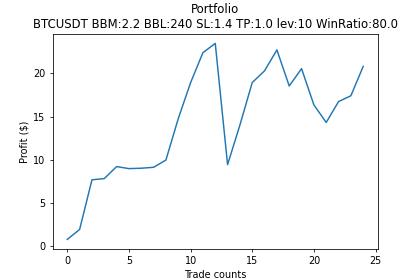 Portfolio
BTCUSDT BBM:2.2 BBL:240 SL:1.4 TP:1.0 lev:10 WinRatio:80.0
20
15
10
5
0
Profit ($)
0 5 10 15 20 25
Trade counts